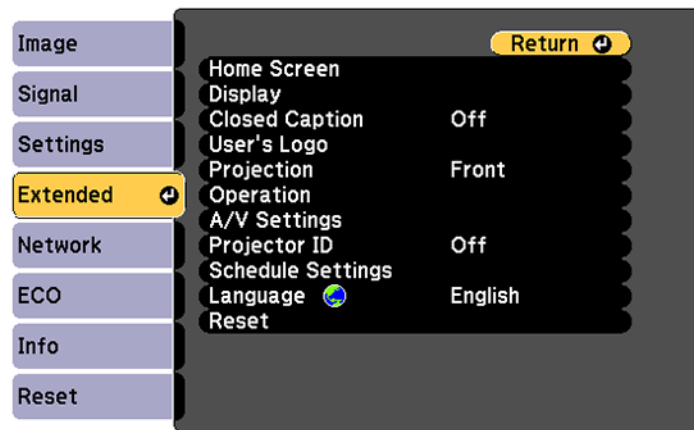 Image
Signal
Settings
Extended
Network
ECO
Info
Reset
Return
Home Screen
Display
Closed Caption Off
User's Logo
Projection Front
Operation
A/V Settings
Projector ID Off
Schedule Settings
Language English
Reset